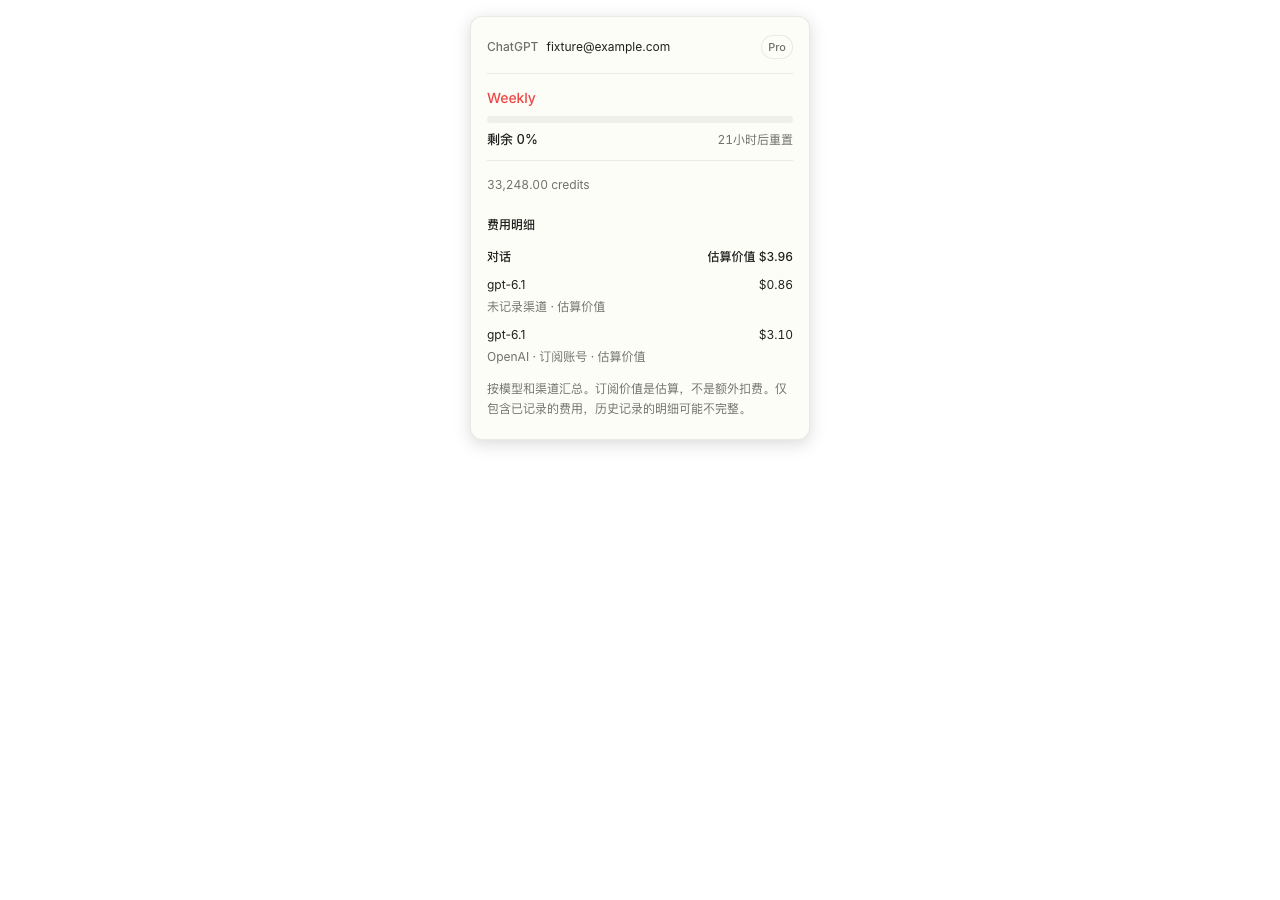 ChatGPT fixture@example.com Pro
Weekly
剩余 0% 21小时后重置
33,248.00 credits
费用明细
对话 估算价值 $3.96
gpt-6.1 $0.86
未记录渠道 · 估算价值
gpt-6.1 $3.10
OpenAI · 订阅账号 · 估算价值
按模型和渠道汇总。订阅价值是估算，不是额外扣费。仅
包含已记录的费用，历史记录的明细可能不完整。